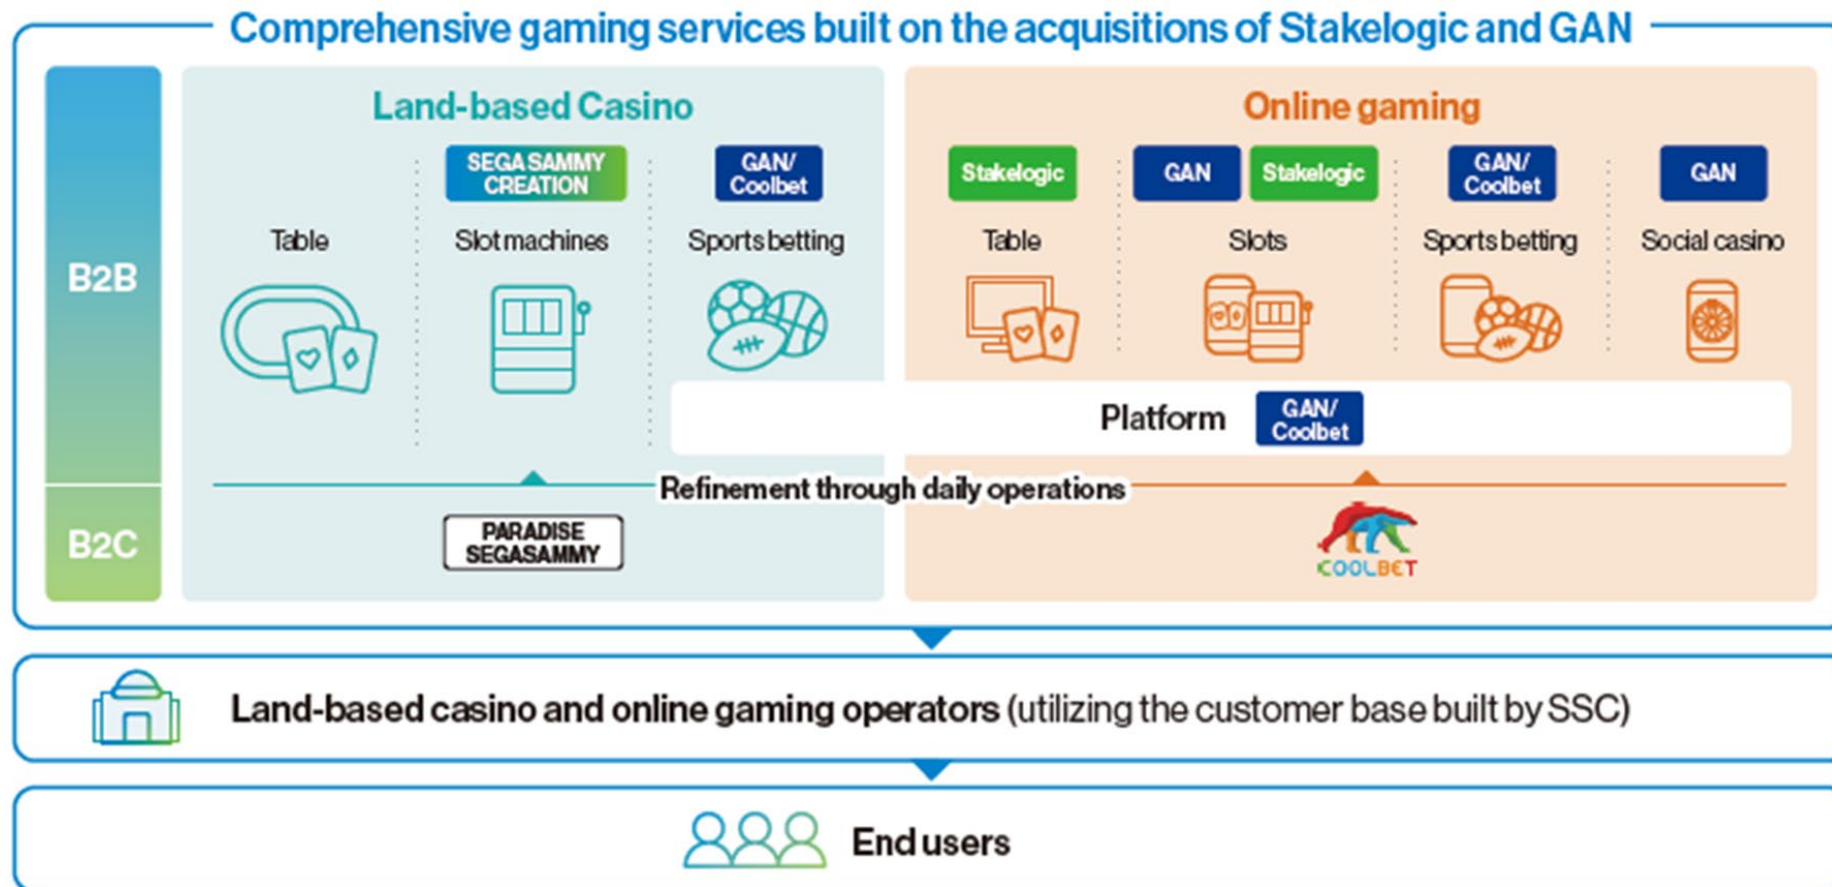 Comprehensive gaming services built on the acquisitions of Stakelogic and GAN
B2B
Land-based Casino
SEGA SAMMY
CREATION
GAN/
Coolbet
Table
Slot machines
Sports betting
Online gaming
Stakelogic
GAN
Stakelogic
GAN/
Coolbet
GAN
Table
Slots
Sports betting
Social casino
Platform
GAN/
Coolbet
Refinement through daily operations
B2C
PARADISE
SEGASAMMY
COOLBET
Land-based casino and online gaming operators (utilizing the customer base built by SSC)
End users